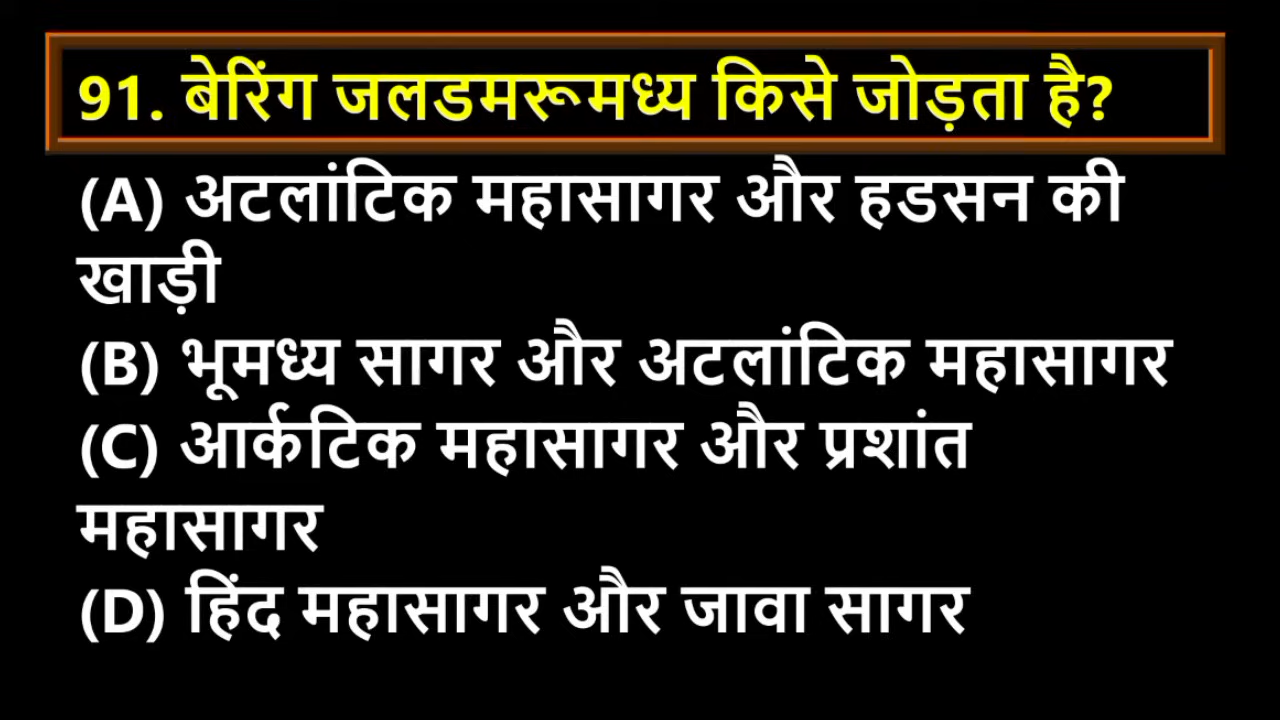 91. बेरिंग जलडमरूमध्य किसे जोड़ता है?
(A) अटलांटिक महासागर और हडसन की
खाड़ी
(B) भूमध्य सागर और अटलांटिक महासागर
(C) आर्कटिक महासागर और प्रशांत
महासागर
(D) हिंद महासागर और जावा सागर